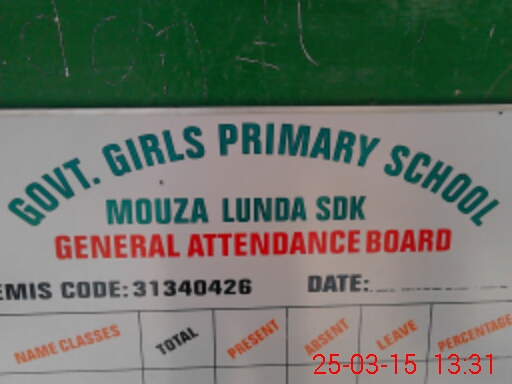 GOVT. GIRLS PRIMARY SCHOOL
MOUZA LUNDA SDK
GENERAL ATTENDANCE BOARD
EMIS CODE: 31340426 DATE:
NAME CLASSES TOTAL PRESENT ABSENT LEAVE PERCENTAGE
25-03-15 13:31